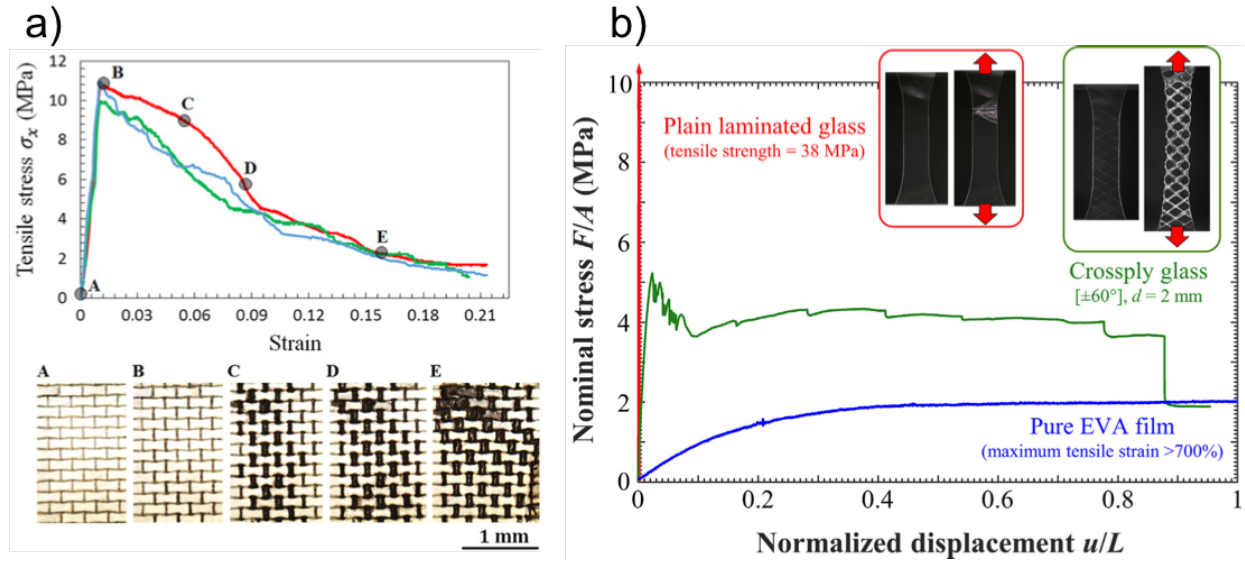 a)
12
10
8
6
4
2
0
Tensile stress σx (MPa)
A
B
C
D
E
0 0.03 0.06 0.09 0.12 0.15 0.18 0.21
Strain
A B C D E
1 mm
b)
10
8
6
4
2
0
Nominal stress F/A (MPa)
Plain laminated glass
(tensile strength = 38 MPa)
Crossply glass
[±60°], d = 2 mm
Pure EVA film
(maximum tensile strain >700%)
0 0.2 0.4 0.6 0.8 1
Normalized displacement u/L